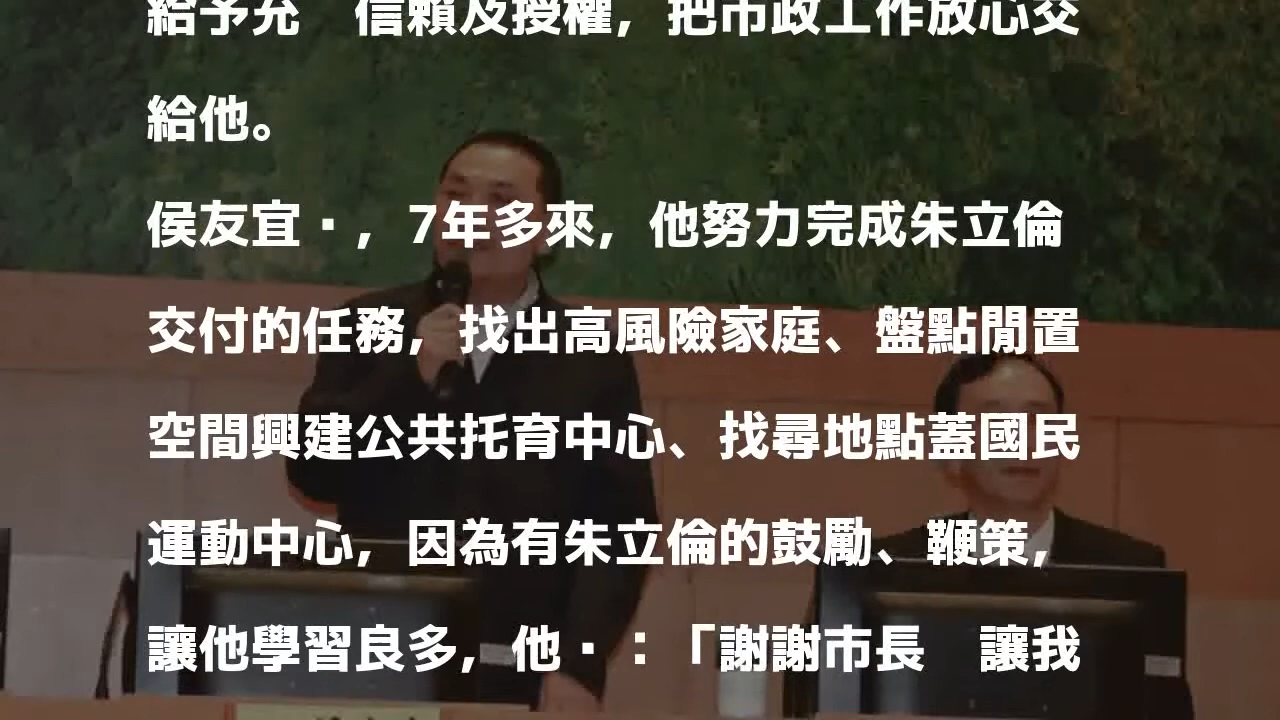 給予充 信賴及授權，把市政工作放心交
給他。
侯友宜▪，7年多來，他努力完成朱立倫
交付的任務，找出高風險家庭、盤點閒置
空間興建公共托育中心、找尋地點蓋國民
運動中心，因為有朱立倫的鼓勵、鞭策，
讓他學習良多，他▪：「謝謝市長 讓我